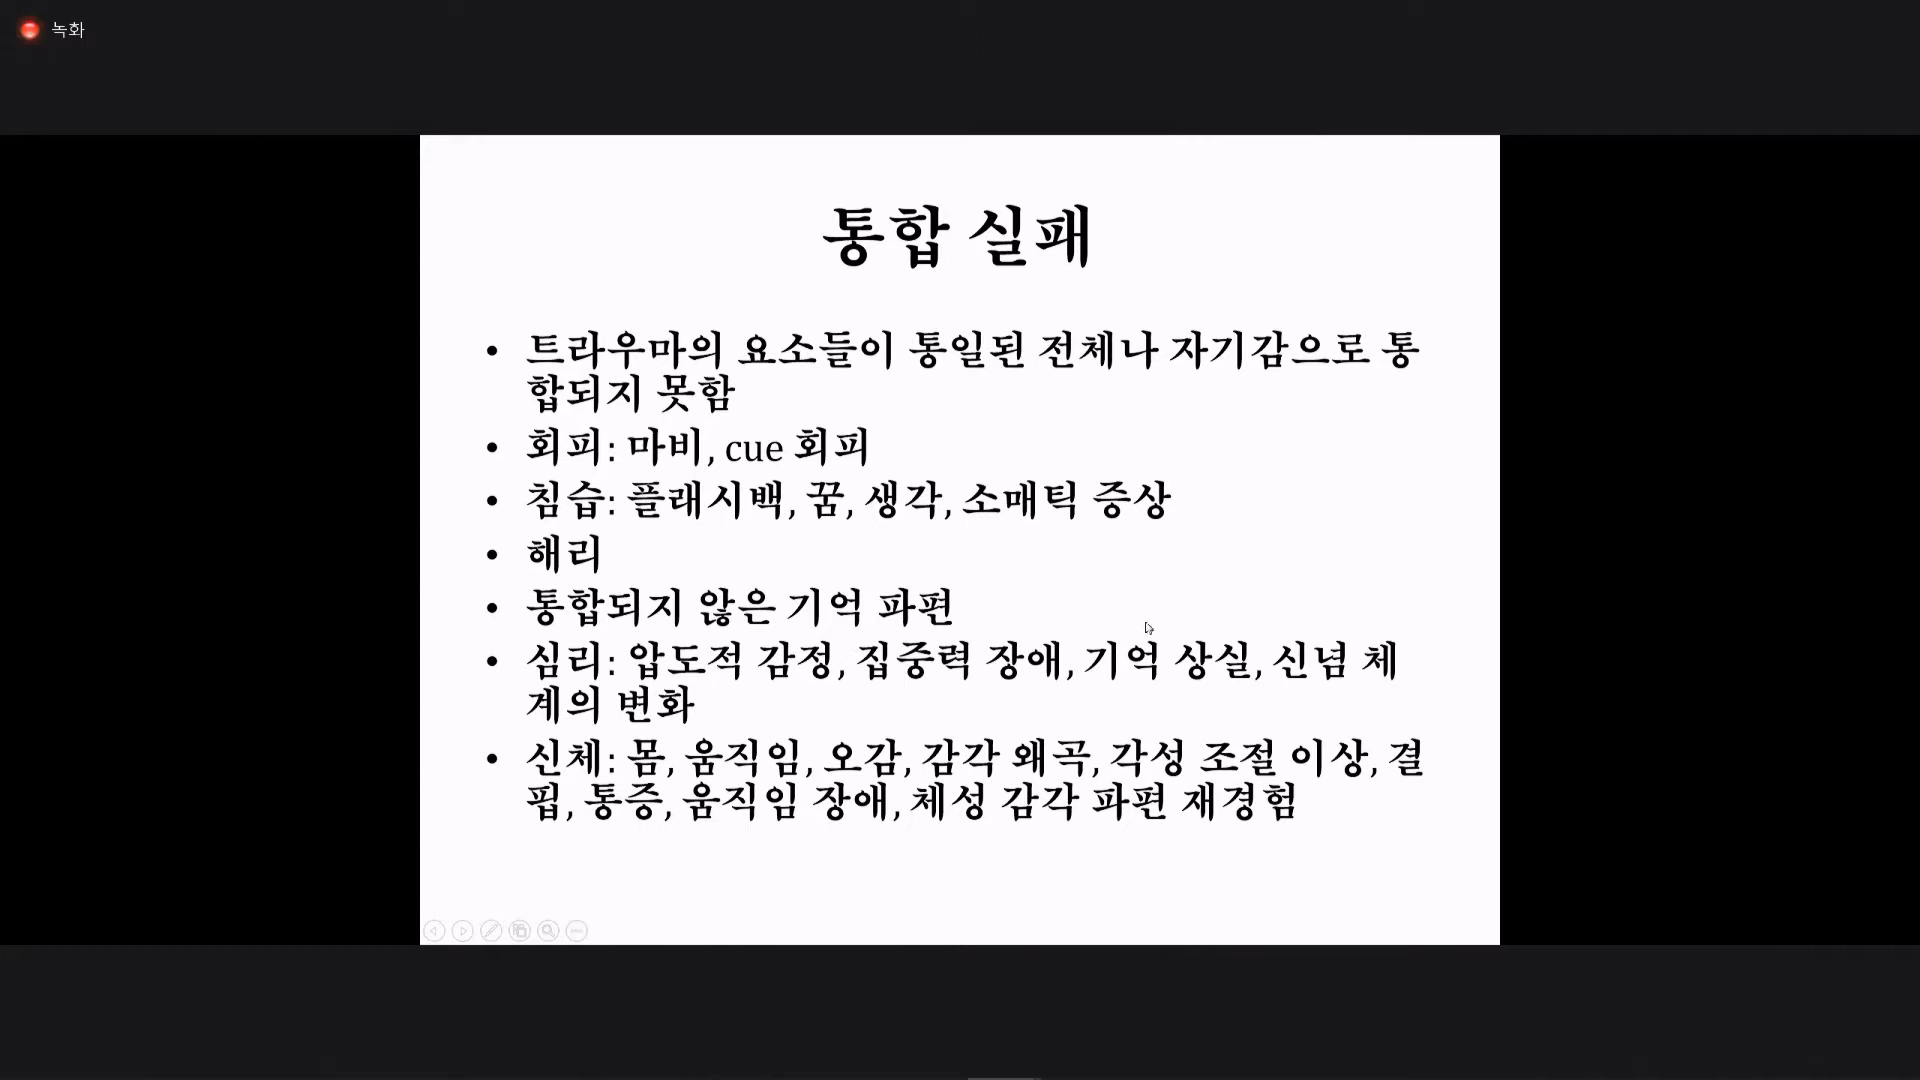 녹화
통합 실패
• 트라우마의 요소들이 통일된 전체나 자기감으로 통
합되지 못함
• 회피: 마비, cue 회피
• 침습: 플래시백, 꿈, 생각, 소매틱 증상
• 해리
• 통합되지 않은 기억 파편
• 심리: 압도적 감정, 집중력 장애, 기억 상실, 신념 체
계의 변화
• 신체: 몸, 움직임, 오감, 감각 왜곡, 각성 조절 이상, 결
핍, 통증, 움직임 장애, 체성 감각 파편 재경험